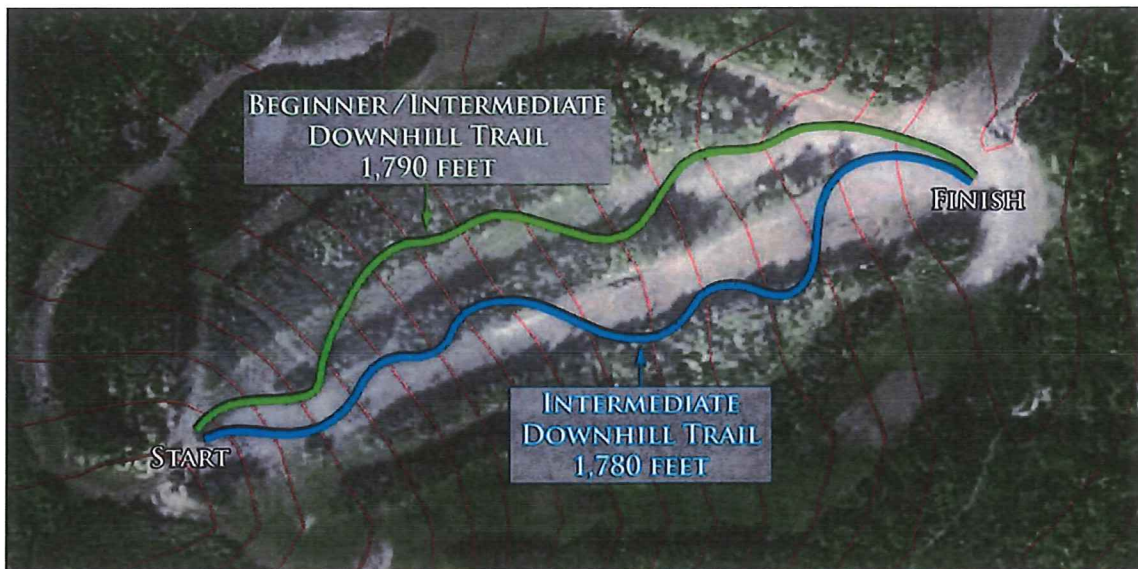 BEGINNER/INTERMEDIATE
DOWNHILL TRAIL
1,790 FEET
FINISH
INTERMEDIATE
DOWNHILL TRAIL
1,780 FEET
START